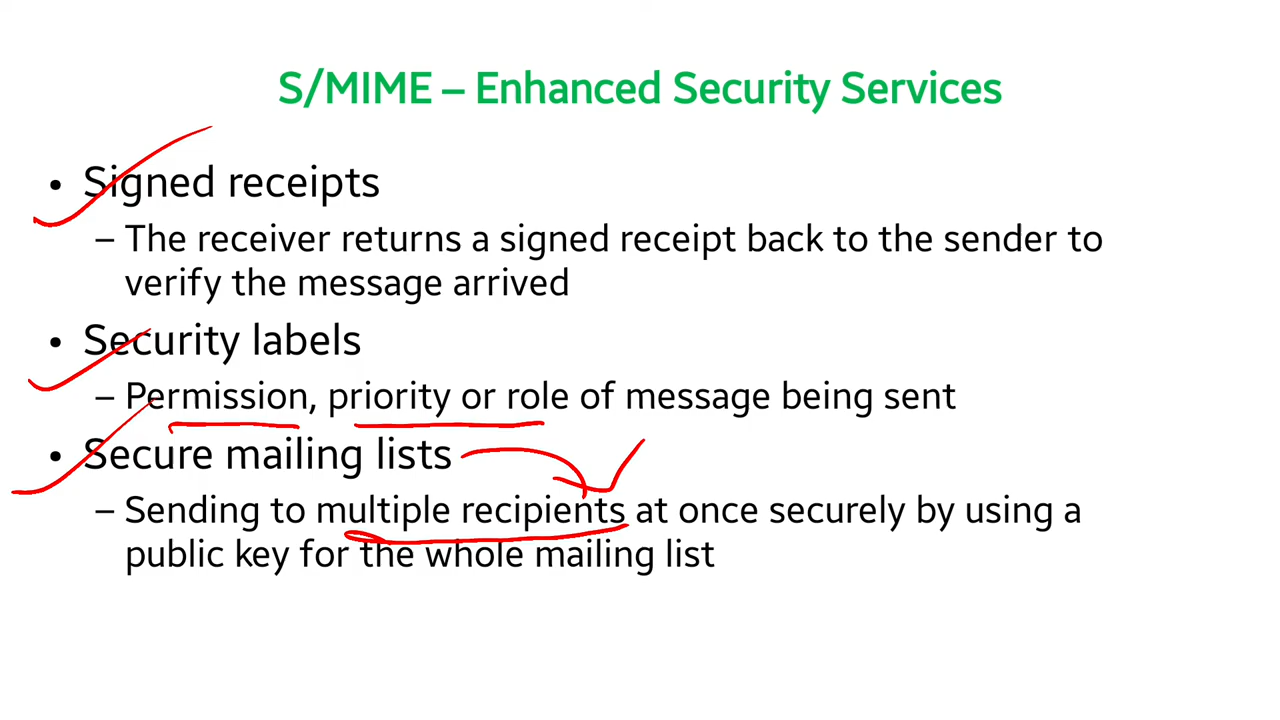 S/MIME – Enhanced Security Services
• Signed receipts
– The receiver returns a signed receipt back to the sender to
verify the message arrived
• Security labels
– Permission, priority or role of message being sent
• Secure mailing lists
– Sending to multiple recipients at once securely by using a
public key for the whole mailing list